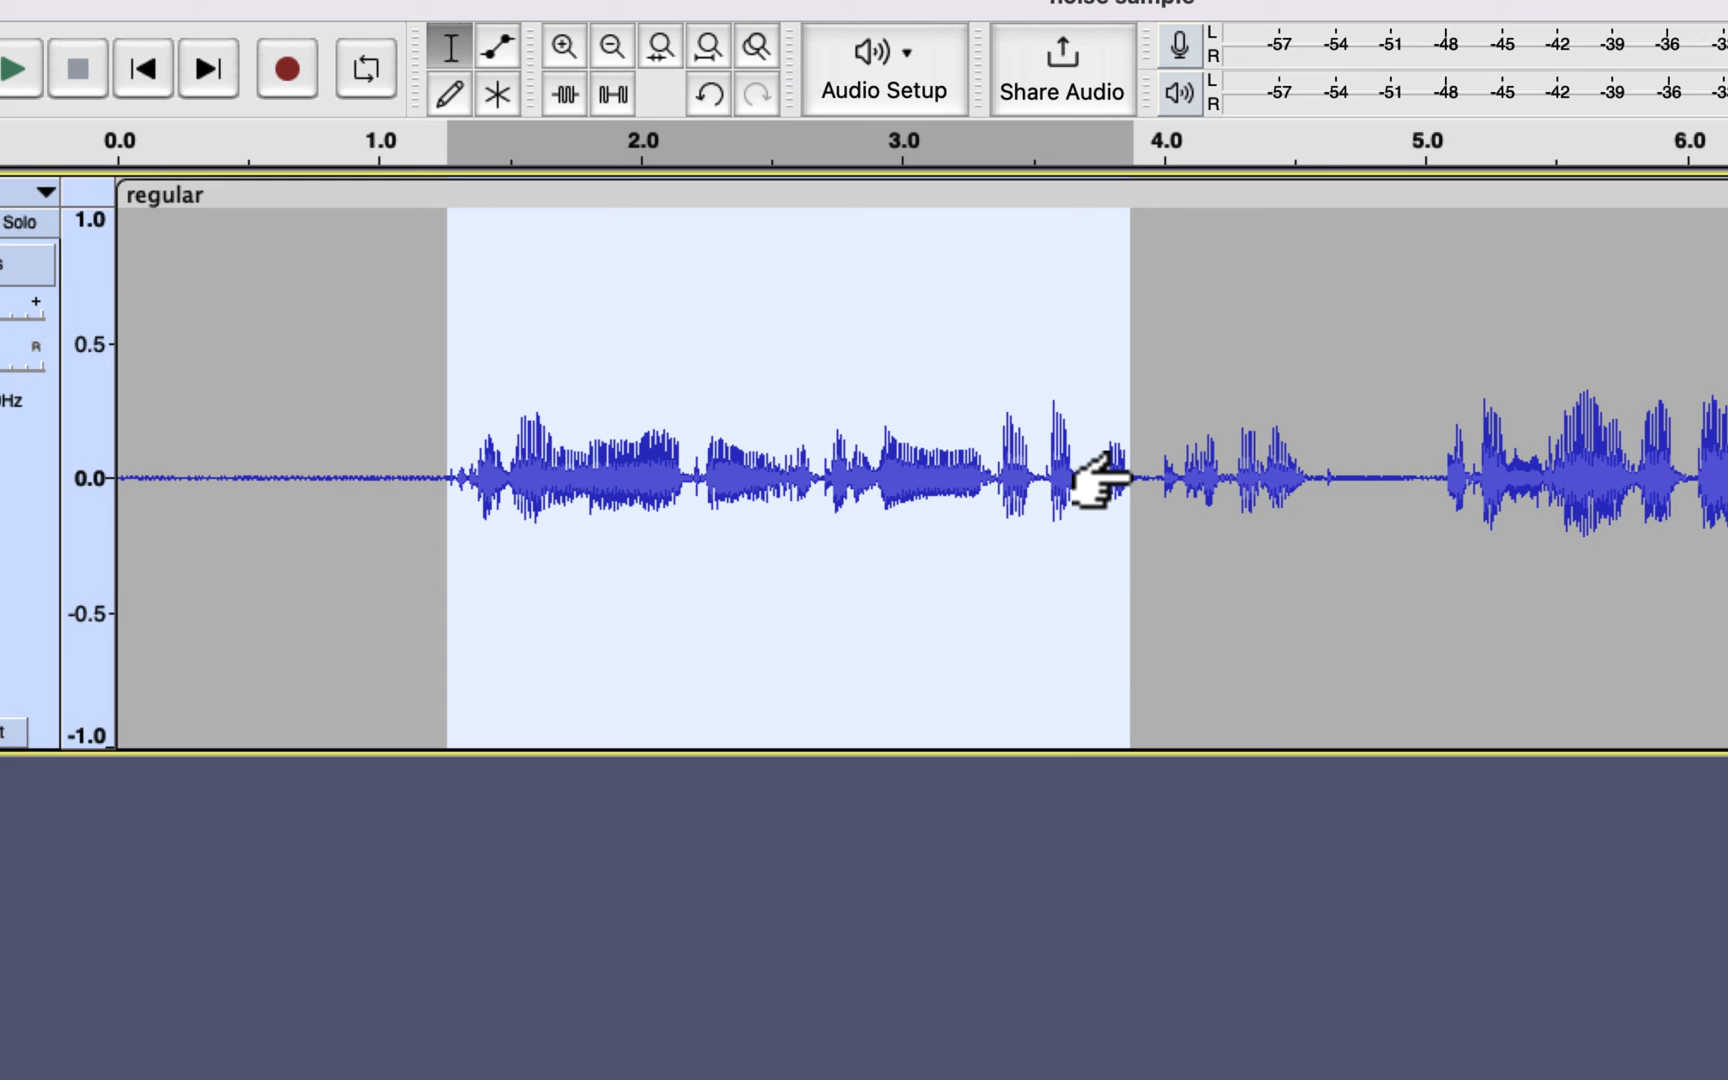 noise sample
L
R
-57 -54 -51 -48 -45 -42 -39 -36
Audio Setup
Share Audio
L
R
-57 -54 -51 -48 -45 -42 -39 -36
0.0 1.0 2.0 3.0 4.0 5.0 6.0
regular
Solo
1.0
+
0.5
R
Hz
0.0
-0.5
-1.0